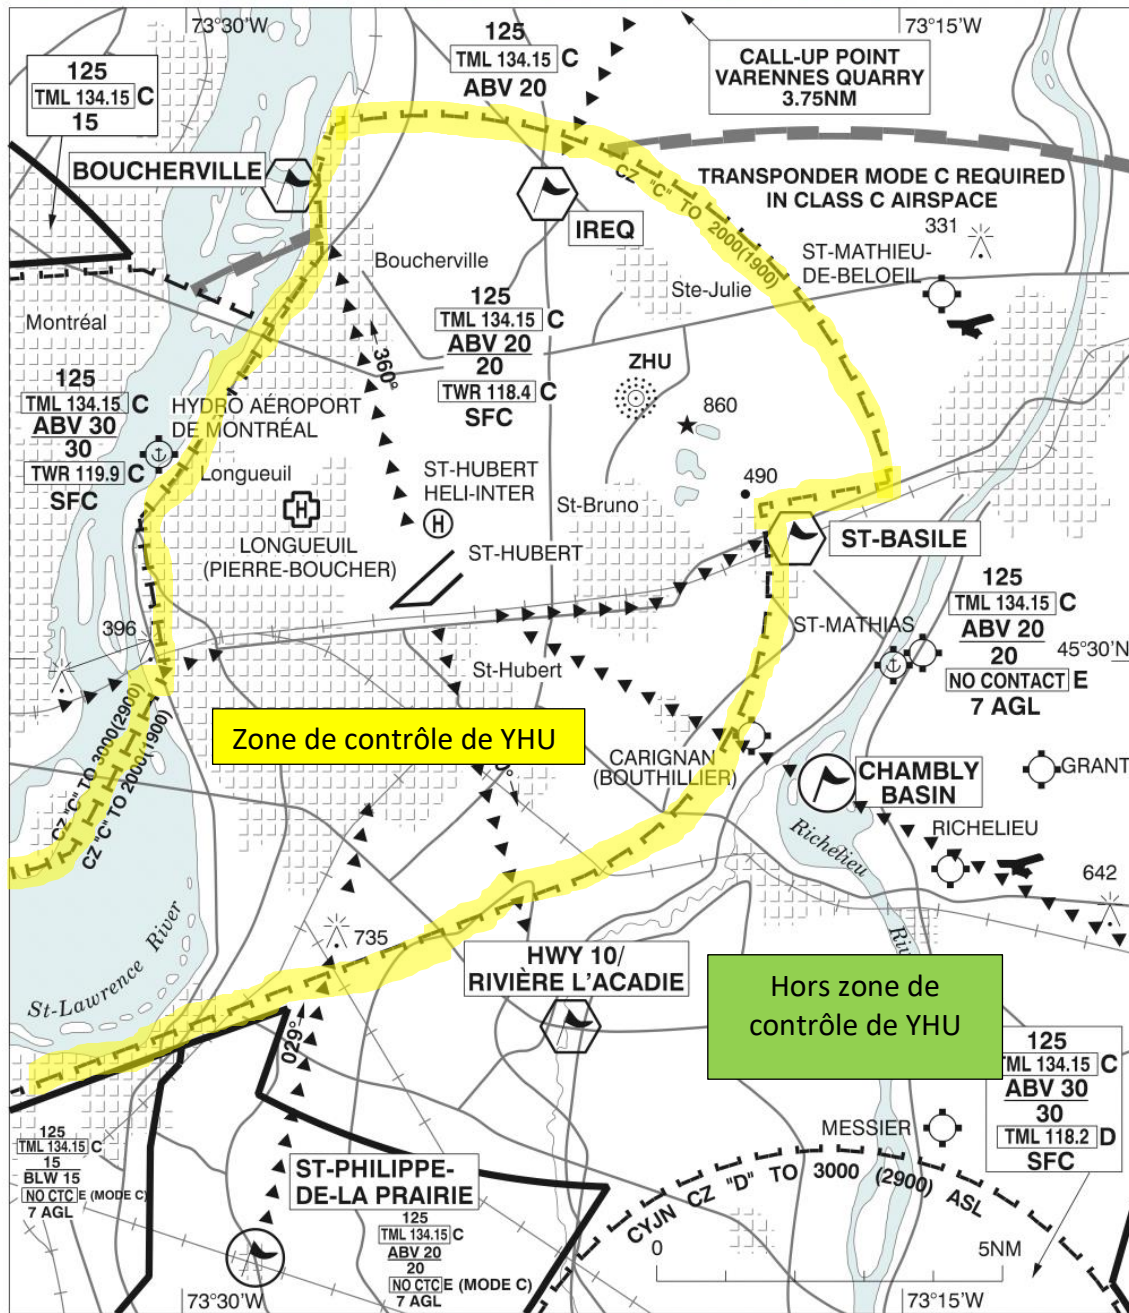 73°30'W
73°15'W
125
TML 134.15 C
15
125
TML 134.15 C
ABV 20
CALL-UP POINT
VARENNES QUARRY
3.75NM
BOUCHERVILLE
IREQ
CZ "C" TO 2000(1900)
TRANSPONDER MODE C REQUIRED
IN CLASS C AIRSPACE
331
ST-MATHIEU-
DE-BELOEIL
Boucherville
Ste-Julie
Montréal
125
TML 134.15 C
ABV 20
20
TWR 118.4 C
SFC
360°
ZHU
860
125
TML 134.15 C
ABV 30
30
TWR 119.9 C
SFC
HYDRO AÉROPORT
DE MONTRÉAL
Longueuil
ST-HUBERT
HELI-INTER
H
490
St-Bruno
H
LONGUEUIL
(PIERRE-BOUCHER)
ST-HUBERT
ST-BASILE
125
TML 134.15 C
ABV 20
20
NO CONTACT E
7 AGL
ST-MATHIAS
45°30'N
396
St-Hubert
CZ "C" TO 3000(2900)
CZ "C" TO 2000(1900)
Zone de contrôle de YHU
CARIGNAN
(BOUTHILLIER)
CHAMBLY
BASIN
GRANT
Richelieu
RICHELIEU
642
735
St-Lawrence River
HWY 10/
RIVIÈRE L'ACADIE
Riv
Hors zone de
contrôle de YHU
029°
125
TML 134.15 C
ABV 30
30
TML 118.2 D
SFC
MESSIER
125
TML 134.15 C
15
BLW 15
NO CTC E (MODE C)
7 AGL
ST-PHILIPPE-
DE-LA PRAIRIE
125
TML 134.15 C
ABV 20
20
NO CTC E (MODE C)
7 AGL
CYJN CZ "D" TO 3000 (2900) ASL
0
5NM
73°30'W
73°15'W